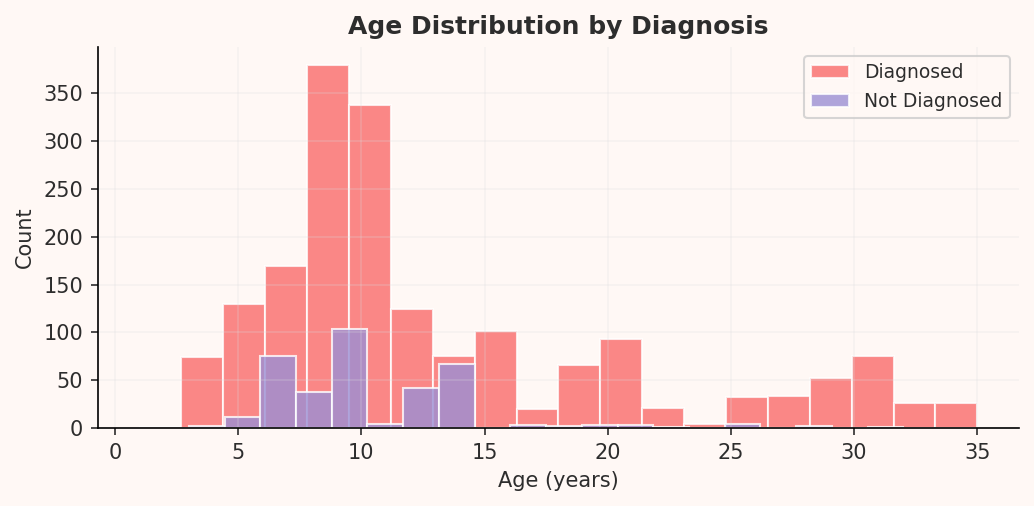 Age Distribution by Diagnosis
Diagnosed
Not Diagnosed
Count
350
300
250
200
150
100
50
0
0 5 10 15 20 25 30 35
Age (years)